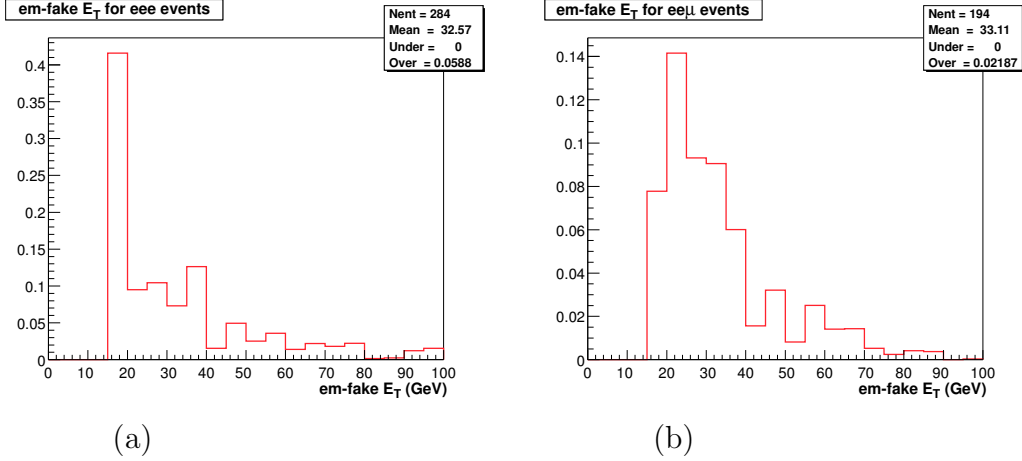 em-fake E_T for eee events
Nent = 284
Mean = 32.57
Under = 0
Over = 0.0588
0.4
0.35
0.3
0.25
0.2
0.15
0.1
0.05
0
0 10 20 30 40 50 60 70 80 90 100
em-fake E_T (GeV)
(a)
em-fake E_T for eeμ events
Nent = 194
Mean = 33.11
Under = 0
Over = 0.02187
0.14
0.12
0.1
0.08
0.06
0.04
0.02
0
0 10 20 30 40 50 60 70 80 90 100
em-fake E_T (GeV)
(b)